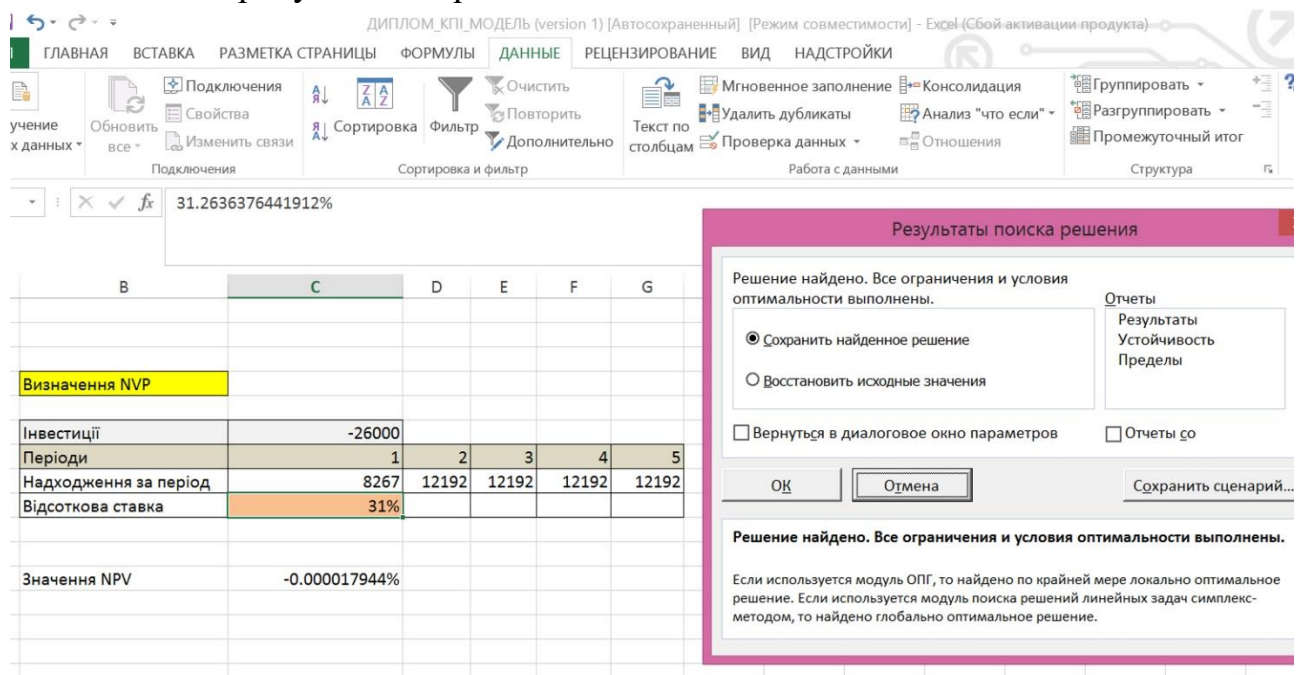 ДИПЛОМ_КПІ_МОДЕЛЬ (version 1) [Автосохраненный] [Режим совместимости] - Excel (Сбой активации продукта)
ГЛАВНАЯ ВСТАВКА РАЗМЕТКА СТРАНИЦЫ ФОРМУЛЫ ДАННЫЕ РЕЦЕНЗИРОВАНИЕ ВИД НАДСТРОЙКИ
учение
х данных
Обновить
все
Подключения
Свойства
Изменить связи
Подключения
Сортировка
Фильтр
Очистить
Повторить
Дополнительно
Сортировка и фильтр
Текст по
столбцам
Мгновенное заполнение
Удалить дубликаты
Проверка данных
Консолидация
Анализ "что если"
Отношения
Работа с данными
Группировать
Разгруппировать
Промежуточный итог
Структура
fx 31.2636376441912%
B C D E F G
Визначення NVP
Інвестиції -26000
Періоди 1 2 3 4 5
Надходження за період 8267 12192 12192 12192 12192
Відсоткова ставка 31%
Значення NPV -0.000017944%
Результаты поиска решения
Решение найдено. Все ограничения и условия
оптимальности выполнены.
Сохранить найденное решение
Восстановить исходные значения
Отчеты
Результаты
Устойчивость
Пределы
Вернуться в диалоговое окно параметров
Отчеты со
ОК
Отмена
Сохранить сценарий...
Решение найдено. Все ограничения и условия оптимальности выполнены.
Если используется модуль ОПГ, то найдено по крайней мере локально оптимальное
решение. Если используется модуль поиска решений линейных задач симплекс-
методом, то найдено глобально оптимальное решение.